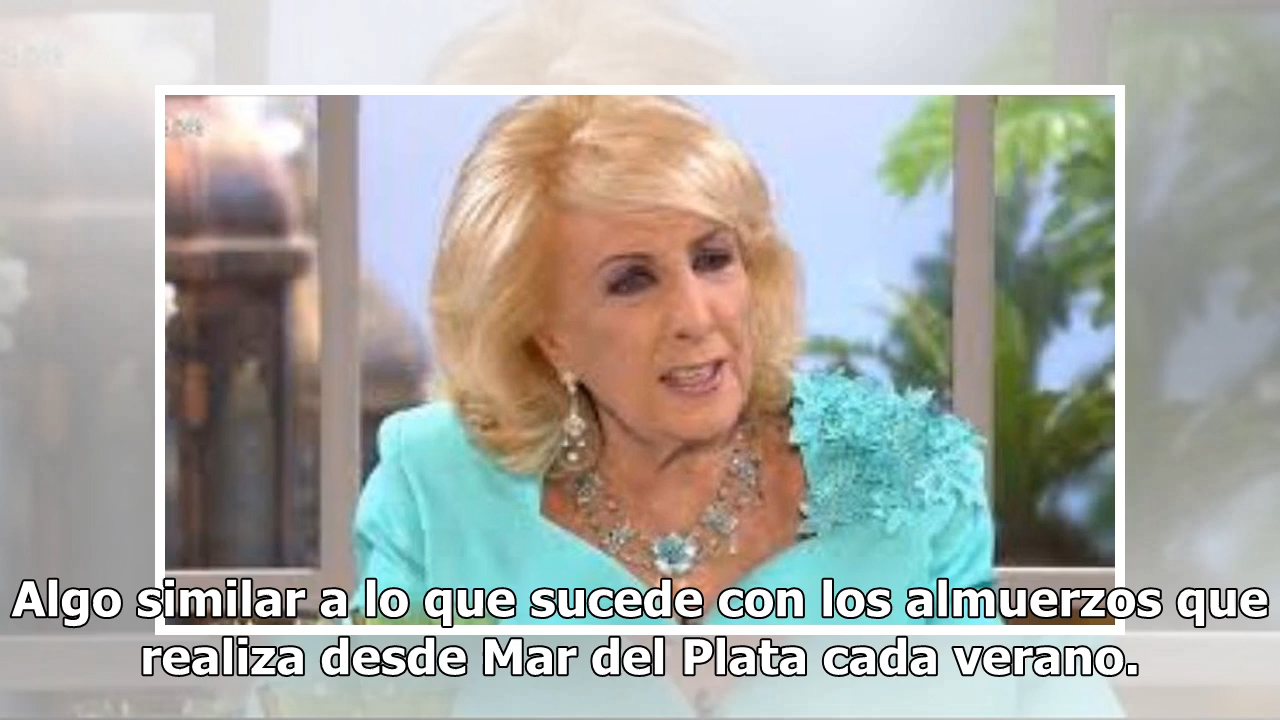 Algo similar a lo que sucede con los almuerzos que
realiza desde Mar del Plata cada verano.